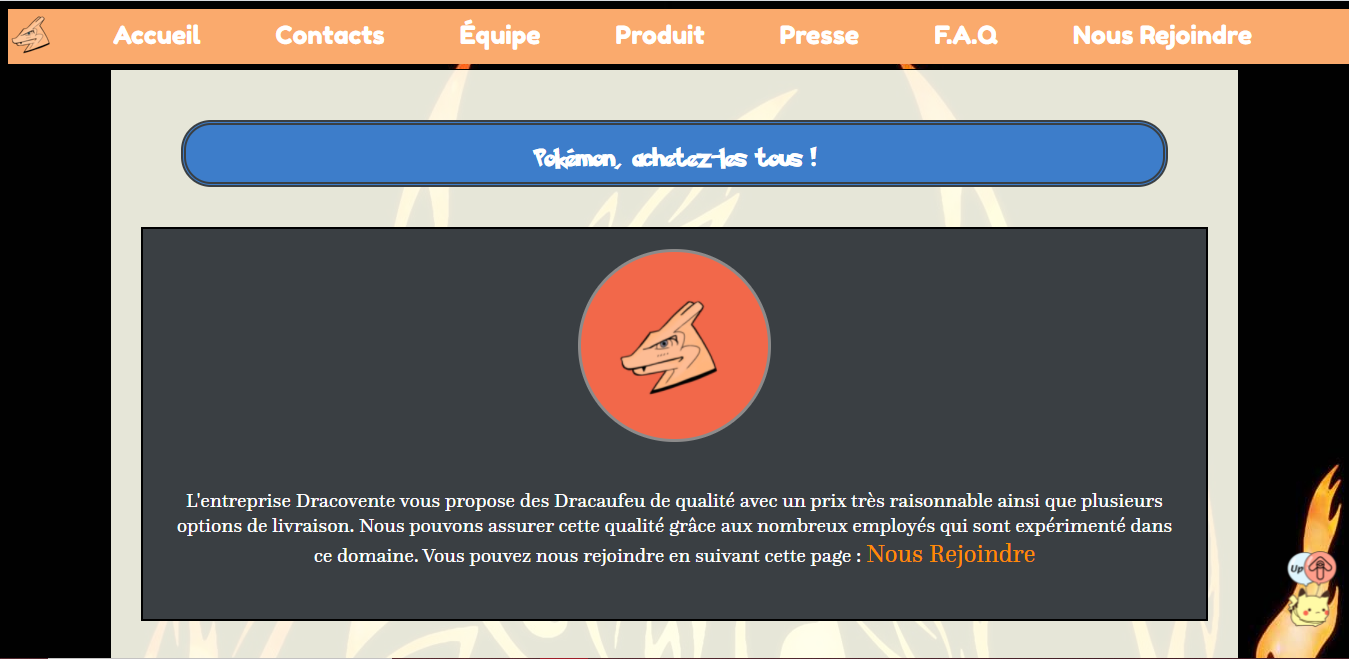 Accueil Contacts Équipe Produit Presse F.A.Q Nous Rejoindre
Pokémon, achetez-les tous !
L'entreprise Dracovente vous propose des Dracaufeu de qualité avec un prix très raisonnable ainsi que plusieurs
options de livraison. Nous pouvons assurer cette qualité grâce aux nombreux employés qui sont expérimenté dans
ce domaine. Vous pouvez nous rejoindre en suivant cette page : Nous Rejoindre
Up